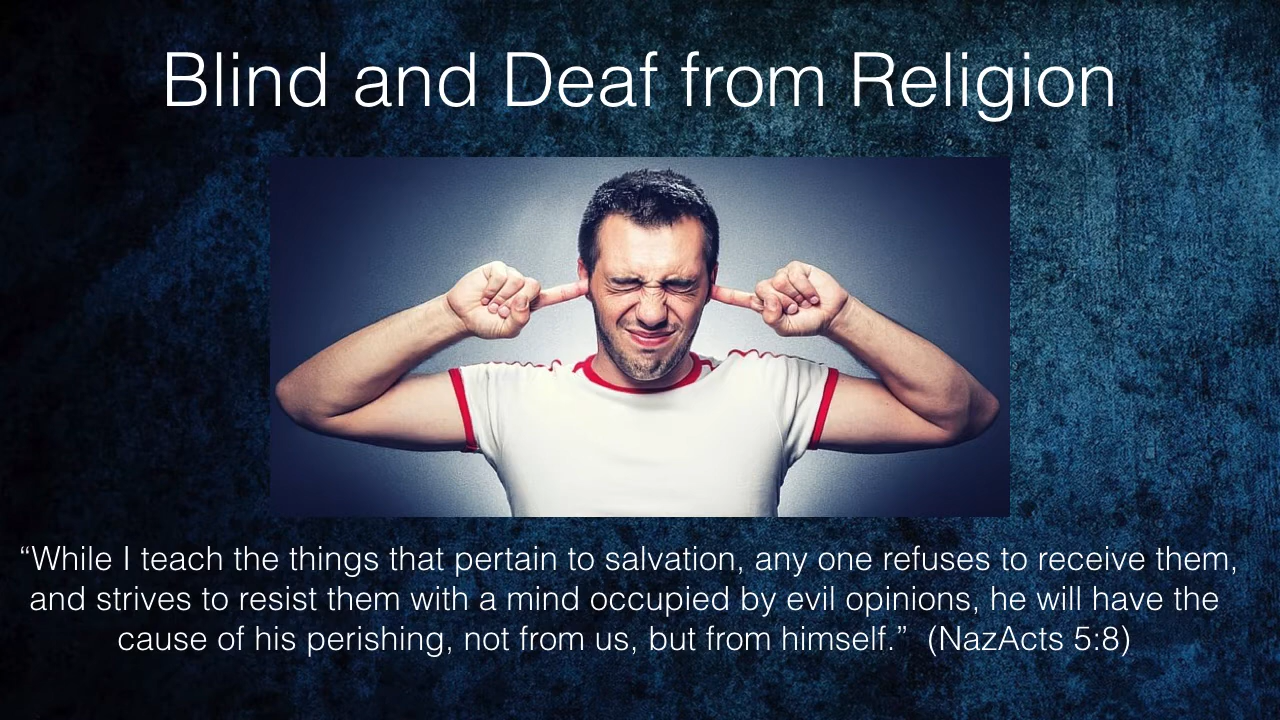 Blind and Deaf from Religion
“While I teach the things that pertain to salvation, any one refuses to receive them,
and strives to resist them with a mind occupied by evil opinions, he will have the
cause of his perishing, not from us, but from himself.”  (NazActs 5:8)